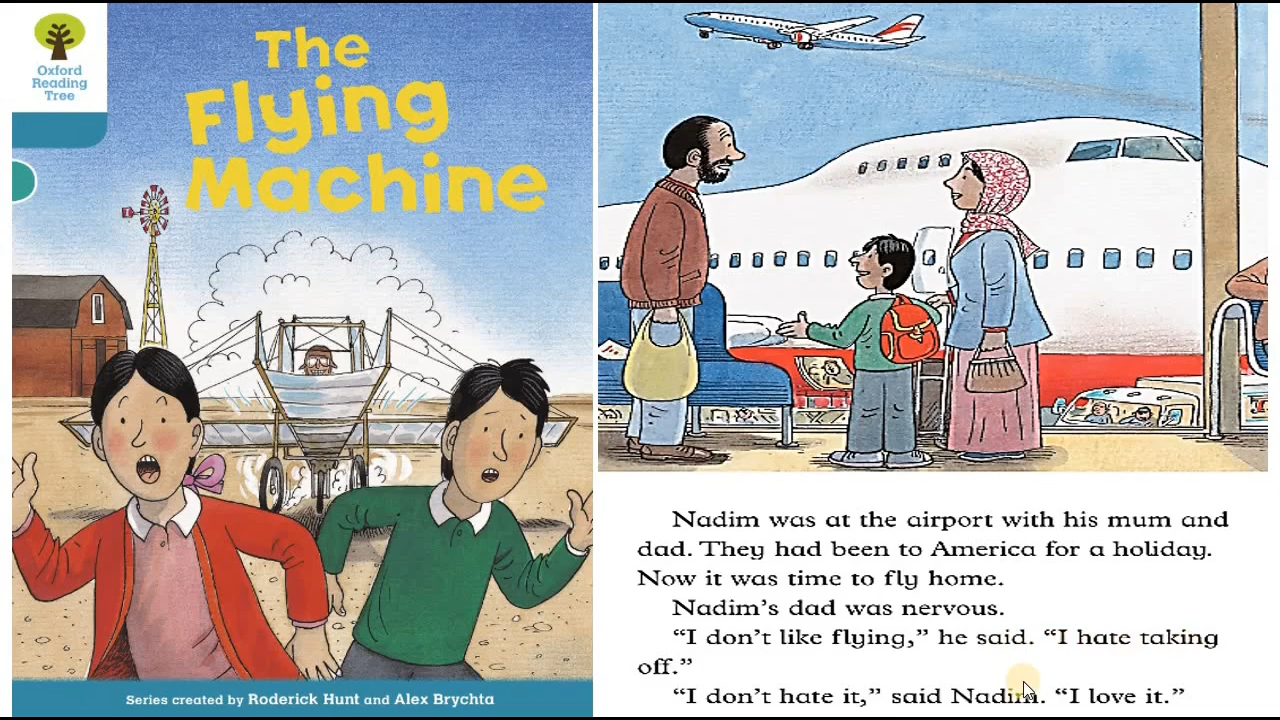 Oxford
Reading
Tree
The
Flying
Machine
Series created by Roderick Hunt and Alex Brychta
Nadim was at the airport with his mum and
dad. They had been to America for a holiday.
Now it was time to fly home.
Nadim's dad was nervous.
“I don't like flying,” he said. “I hate taking
off.”
“I don't hate it,” said Nadim. “I love it.”